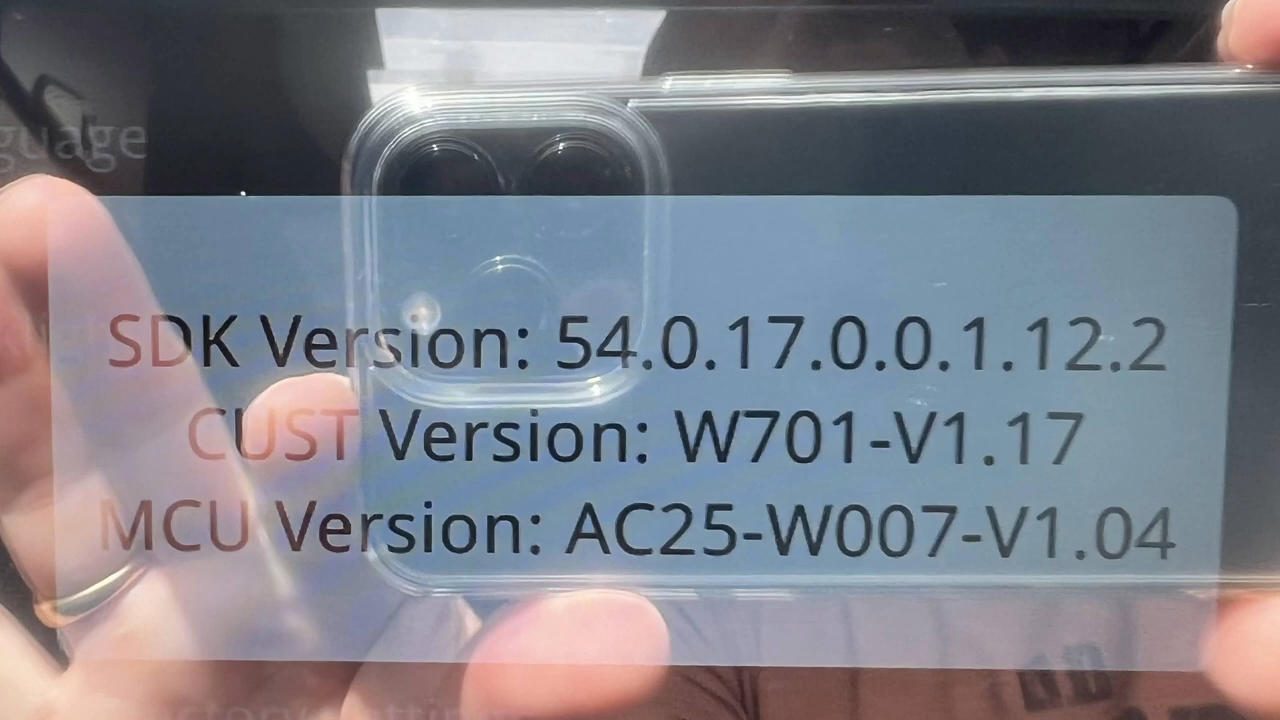 guage
SDK Version: 54.0.17.0.0.1.12.2
CUST Version: W701-V1.17
MCU Version: AC25-W007-V1.04